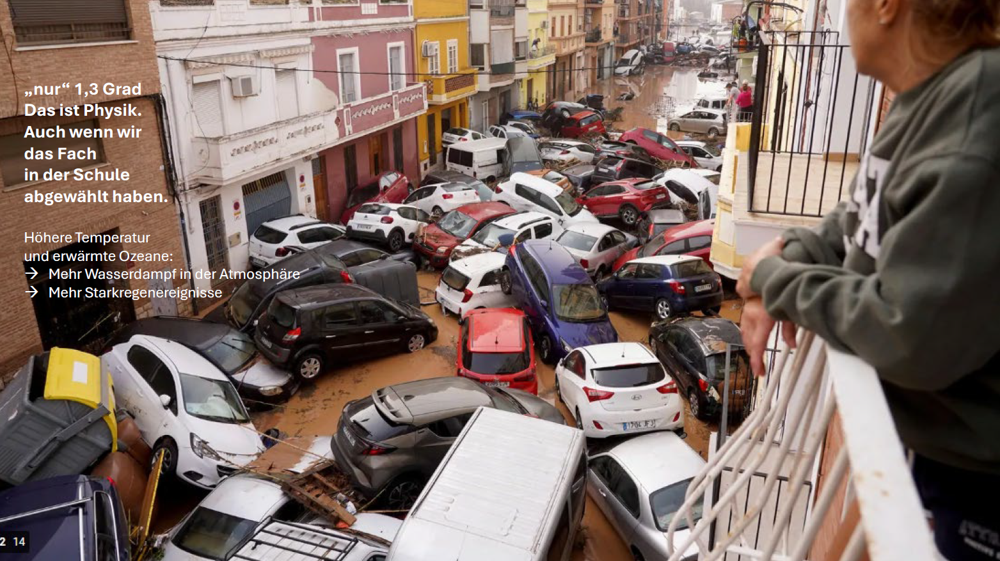 „nur“ 1,3 Grad
Das ist Physik.
Auch wenn wir
das Fach
in der Schule
abgewählt haben.
Höhere Temperatur
und erwärmte Ozeane:
→ Mehr Wasserdampf in der Atmosphäre
→ Mehr Starkregenereignisse
2 14